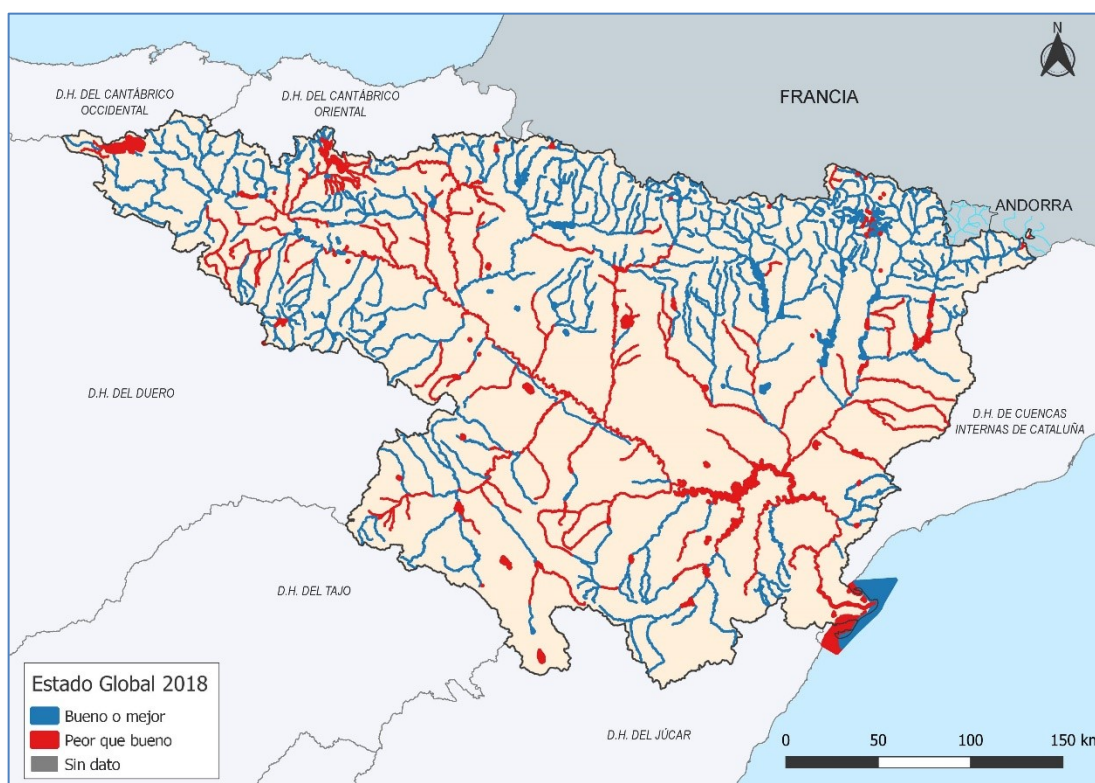 N
D.H. DEL CANTÁBRICO
OCCIDENTAL
D.H. DEL CANTÁBRICO
ORIENTAL
FRANCIA
ANDORRA
D.H. DEL DUERO
D.H. DE CUENCAS
INTERNAS DE CATALUÑA
D.H. DEL TAJO
D.H. DEL JÚCAR
Estado Global 2018
Bueno o mejor
Peor que bueno
Sin dato
0 50 100 150 km